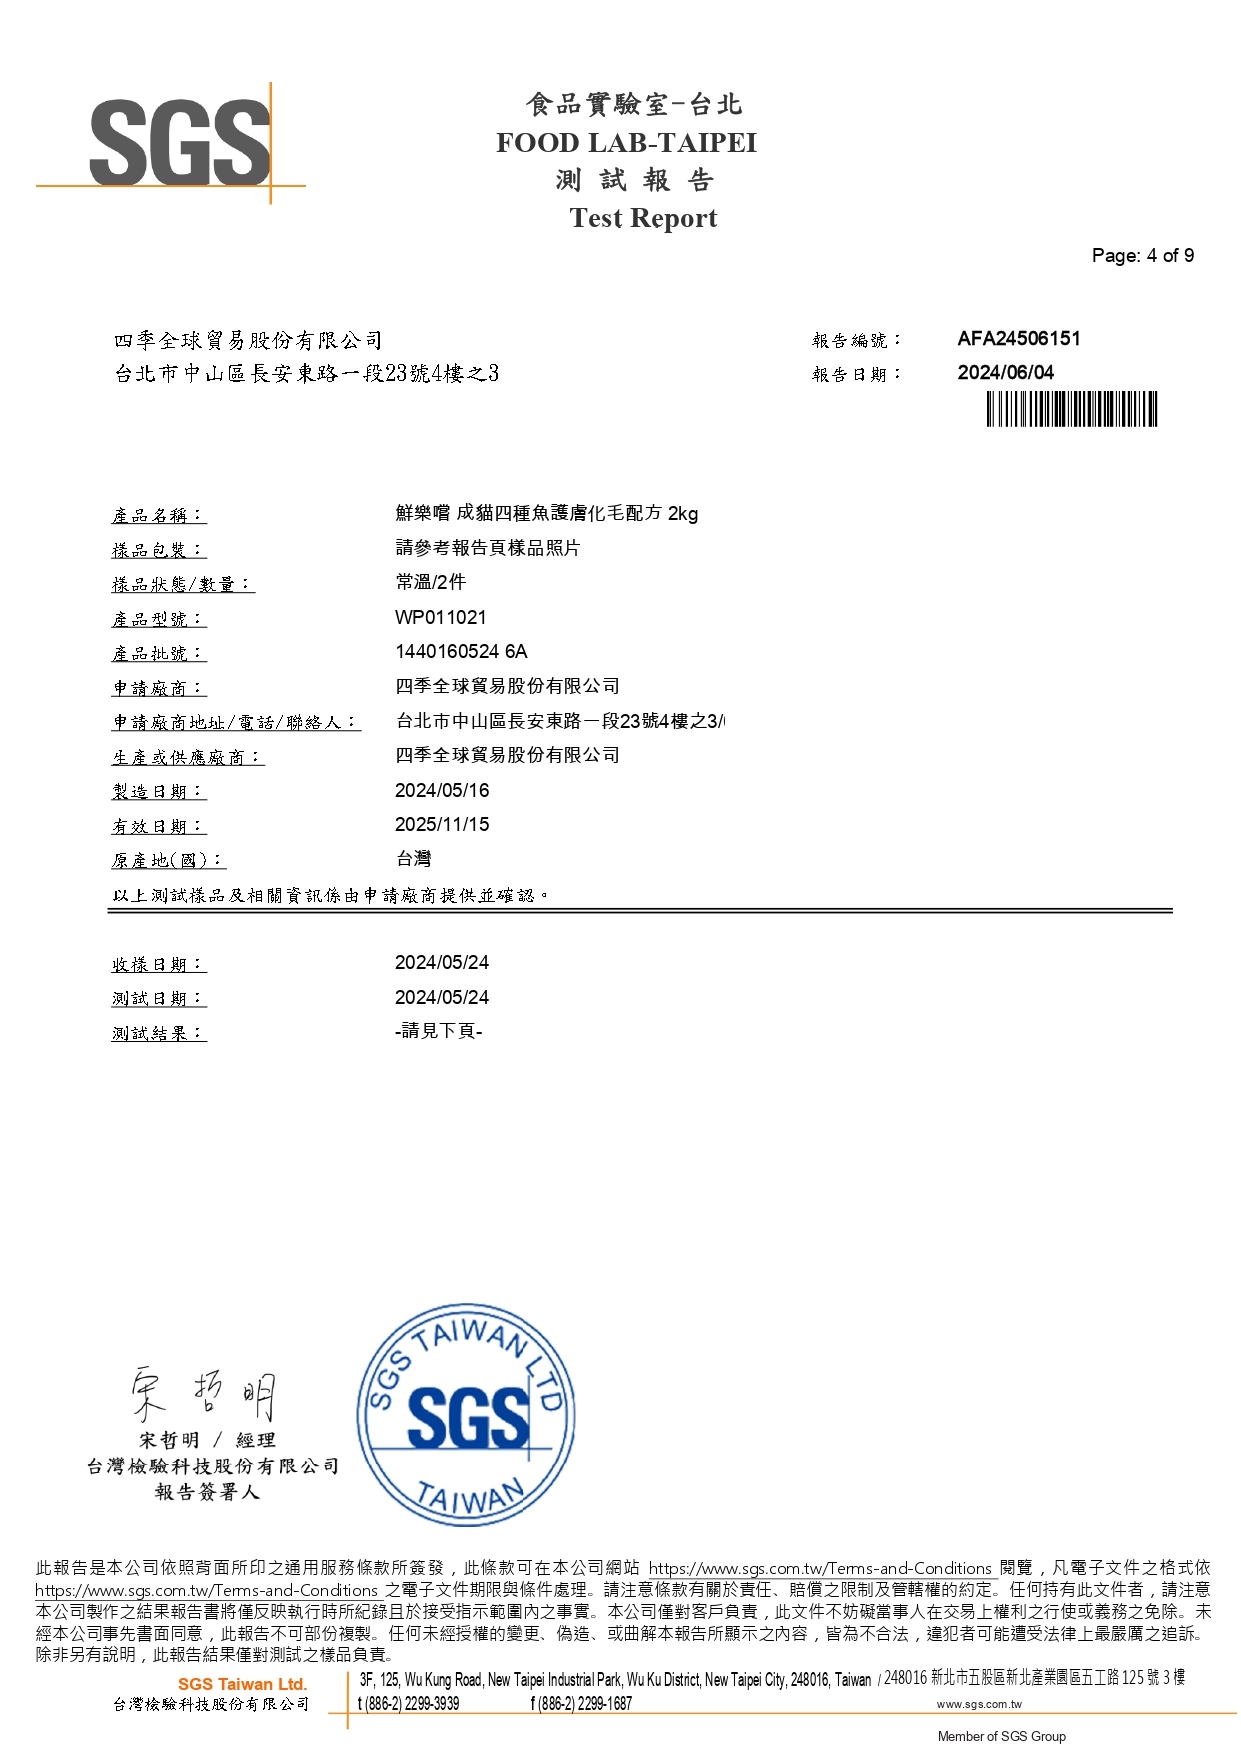 SGS
食品實驗室-台北
FOOD LAB-TAIPEI
測 試 報 告
Test Report
Page: 4 of 9
四季全球貿易股份有限公司
台北市中山區長安東路一段23號4樓之3
報告編號： AFA24506151
報告日期： 2024/06/04
產品名稱： 鮮樂嚐 成貓四種魚護膚化毛配方 2kg
樣品包裝： 請參考報告頁樣品照片
樣品狀態/數量： 常溫/2件
產品型號： WP011021
產品批號： 1440160524 6A
申請廠商： 四季全球貿易股份有限公司
申請廠商地址/電話/聯絡人： 台北市中山區長安東路一段23號4樓之3/
生產或供應廠商： 四季全球貿易股份有限公司
製造日期： 2024/05/16
有效日期： 2025/11/15
原產地(國)： 台灣
以上測試樣品及相關資訊係由申請廠商提供並確認。
收樣日期： 2024/05/24
測試日期： 2024/05/24
測試結果： -請見下頁-
宋哲明
宋哲明 / 經理
台灣檢驗科技股份有限公司
報告簽署人
SGS TAIWAN LTD
SGS
TAIWAN
此報告是本公司依照背面所印之通用服務條款所簽發，此條款可在本公司網站 https://www.sgs.com.tw/Terms-and-Conditions 閱覽，凡電子文件之格式依
https://www.sgs.com.tw/Terms-and-Conditions 之電子文件期限與條件處理。請注意條款有關於責任、賠償之限制及管轄權的約定。任何持有此文件者，請注意
本公司製作之結果報告書將僅反映執行時所紀錄且於接受指示範圍內之事實。本公司僅對客戶負責，此文件不妨礙當事人在交易上權利之行使或義務之免除。未
經本公司事先書面同意，此報告不可部份複製。任何未經授權的變更、偽造、或曲解本報告所顯示之內容，皆為不合法，違犯者可能遭受法律上最嚴厲之追訴。
除非另有說明，此報告結果僅對測試之樣品負責。
SGS Taiwan Ltd.
台灣檢驗科技股份有限公司
3F, 125, Wu Kung Road, New Taipei Industrial Park, Wu Ku District, New Taipei City, 248016, Taiwan / 248016 新北市五股區新北產業園區五工路 125 號 3 樓
t (886-2) 2299-3939 f (886-2) 2299-1687 www.sgs.com.tw
Member of SGS Group